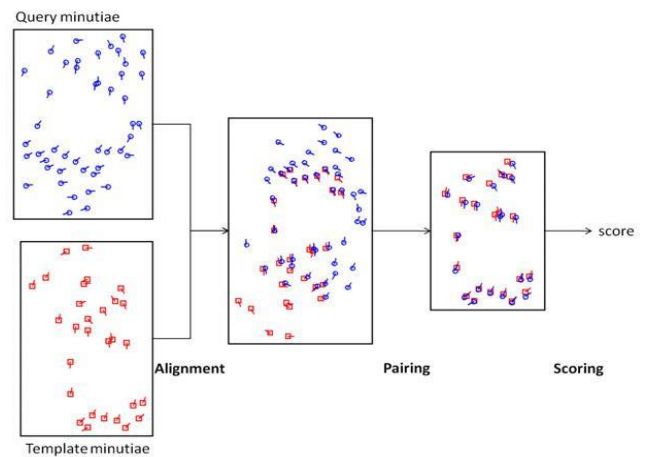 Query minutiae
score
Alignment
Pairing
Scoring
Template minutiae